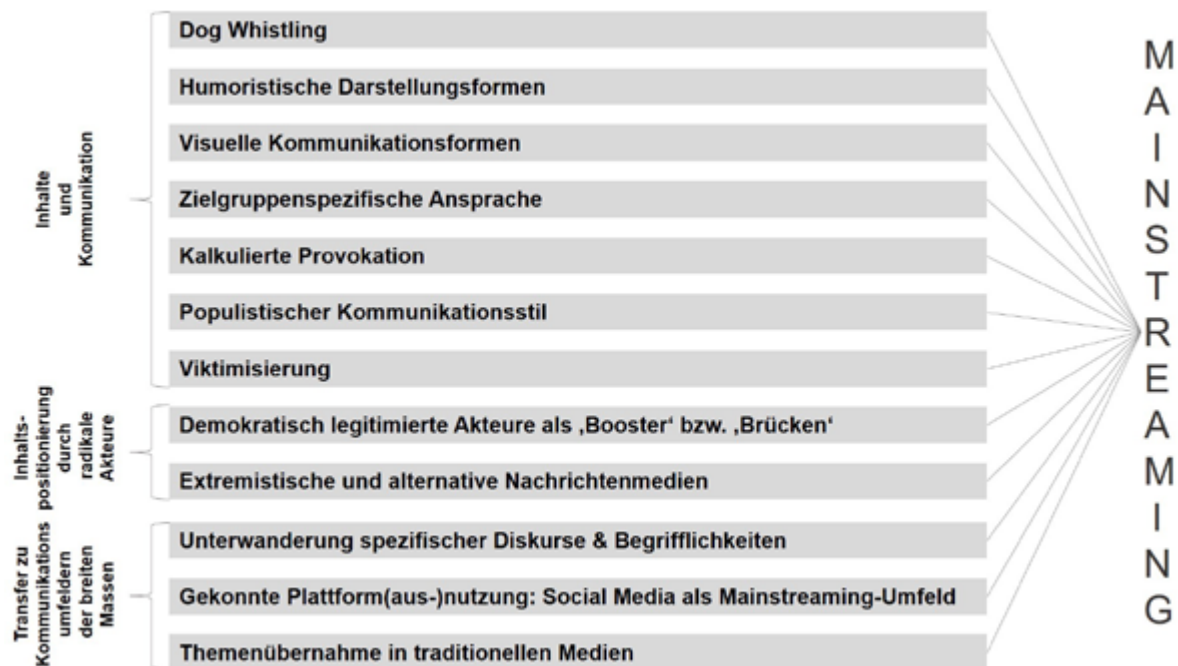 Inhalte
und
Kommunikation
Dog Whistling
Humoristische Darstellungsformen
Visuelle Kommunikationsformen
Zielgruppenspezifische Ansprache
Kalkulierte Provokation
Populistischer Kommunikationsstil
Viktimisierung
Inhalts-
positionierung
durch
radikale
Akteure
Demokratisch legitimierte Akteure als ‚Booster‘ bzw. ‚Brücken‘
Extremistische und alternative Nachrichtenmedien
Transfer zu
Kommunikations
umfeldern
der breiten
Massen
Unterwanderung spezifischer Diskurse & Begrifflichkeiten
Gekonnte Plattform(aus-)nutzung: Social Media als Mainstreaming-Umfeld
Themenübernahme in traditionellen Medien
MAINSTREAMING